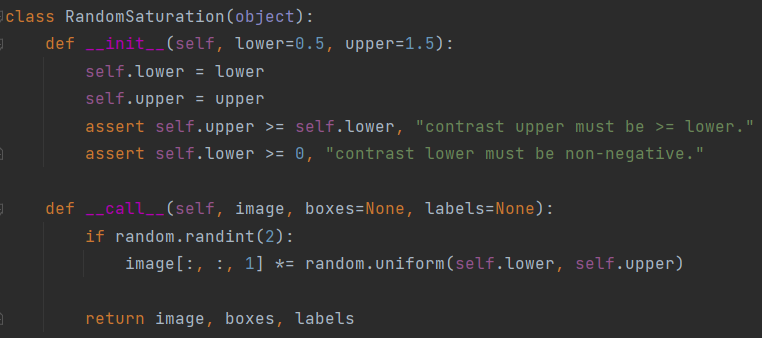 class RandomSaturation(object):
    def __init__(self, lower=0.5, upper=1.5):
        self.lower = lower
        self.upper = upper
        assert self.upper >= self.lower, "contrast upper must be >= lower."
        assert self.lower >= 0, "contrast lower must be non-negative."
    def __call__(self, image, boxes=None, labels=None):
        if random.randint(2):
            image[:, :, 1] *= random.uniform(self.lower, self.upper)
        return image, boxes, labels